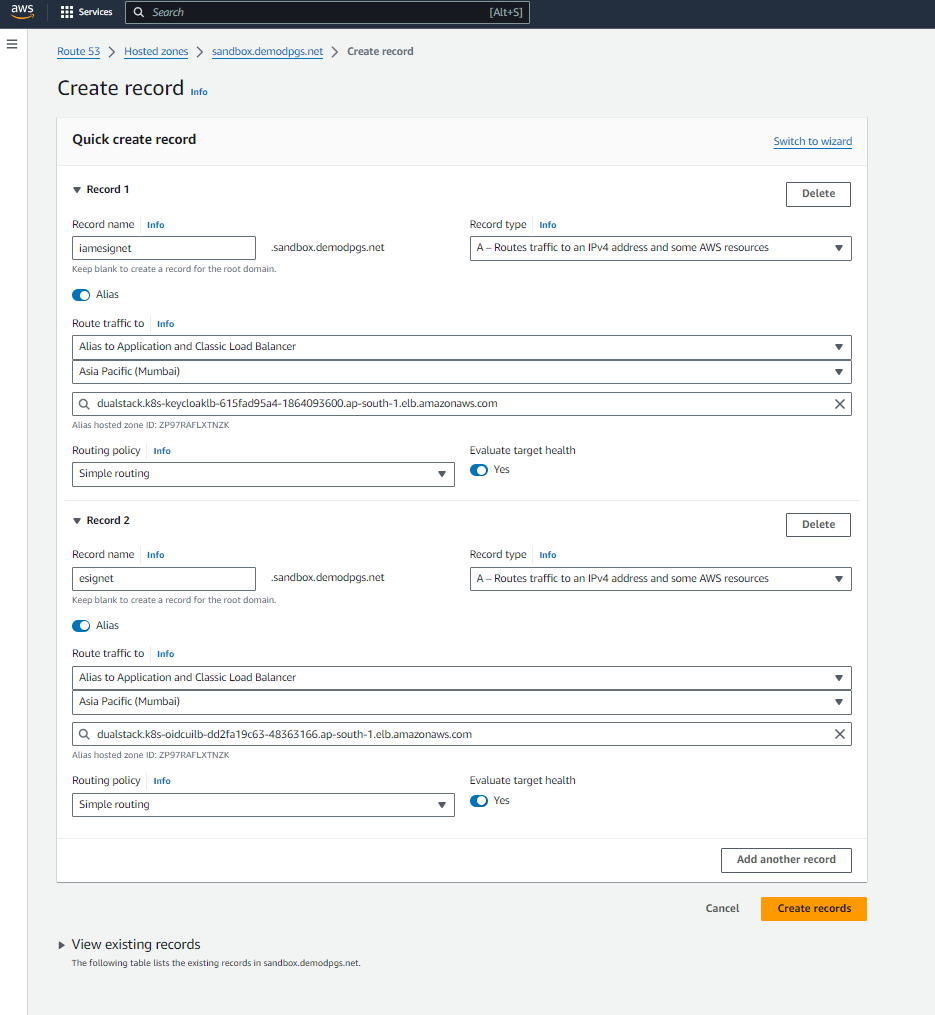 aws Services Search [Alt+S]
Route 53 > Hosted zones > sandbox.demodpgs.net > Create record
Create record Info
Quick create record
Switch to wizard
Record 1
Delete
Record name Info
Record type Info
iamesignet .sandbox.demodpgs.net
A – Routes traffic to an IPv4 address and some AWS resources
Keep blank to create a record for the root domain.
Alias
Route traffic to Info
Alias to Application and Classic Load Balancer
Asia Pacific (Mumbai)
dualstack.k8s-keycloaklb-615fad95a4-1864093600.ap-south-1.elb.amazonaws.com
Alias hosted zone ID: ZP97RAFLXTNZK
Routing policy Info
Evaluate target health
Simple routing
Yes
Record 2
Delete
Record name Info
Record type Info
esignet .sandbox.demodpgs.net
A – Routes traffic to an IPv4 address and some AWS resources
Keep blank to create a record for the root domain.
Alias
Route traffic to Info
Alias to Application and Classic Load Balancer
Asia Pacific (Mumbai)
dualstack.k8s-oidcuilb-dd2fa19c63-48363166.ap-south-1.elb.amazonaws.com
Alias hosted zone ID: ZP97RAFLXTNZK
Routing policy Info
Evaluate target health
Simple routing
Yes
Add another record
Cancel
Create records
View existing records
The following table lists the existing records in sandbox.demodpgs.net.